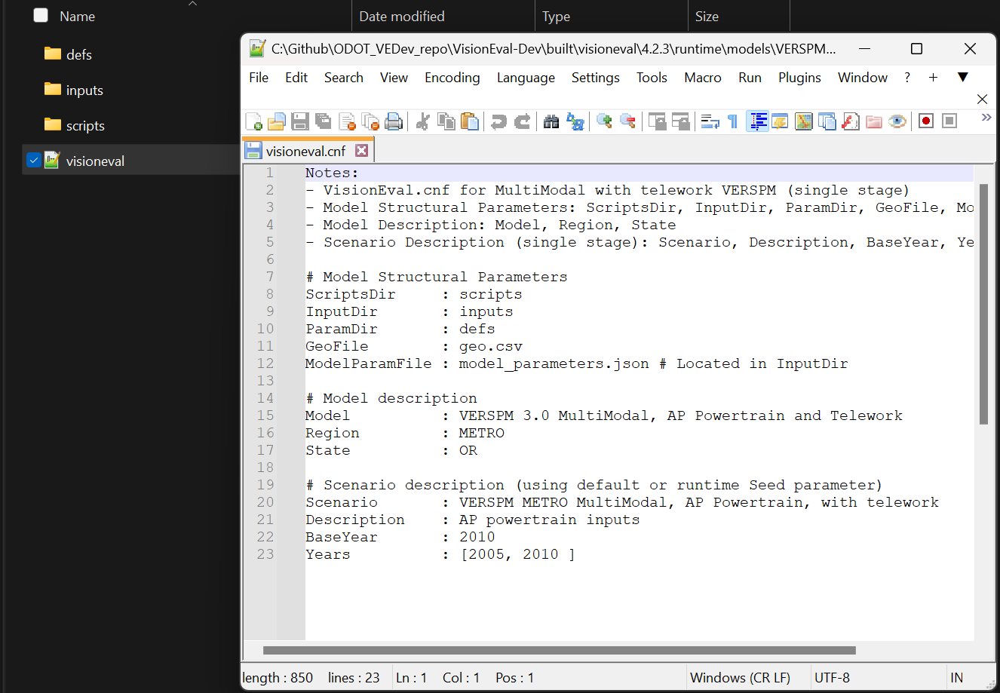 Name
Date modified
Type
Size
defs
inputs
scripts
visioneval
C:\Github\ODOT_VEDev_repo\VisionEval-Dev\built\visioneval\4.2.3\runtime\models\VERSPM...
File Edit Search View Encoding Language Settings Tools Macro Run Plugins Window ? +
visioneval.cnf
1 Notes:
2 - VisionEval.cnf for MultiModal with telework VERSPM (single stage)
3 - Model Structural Parameters: ScriptsDir, InputDir, ParamDir, GeoFile, Mo
4 - Model Description: Model, Region, State
5 - Scenario Description (single stage): Scenario, Description, BaseYear, Ye
6
7 # Model Structural Parameters
8 ScriptsDir : scripts
9 InputDir : inputs
10 ParamDir : defs
11 GeoFile : geo.csv
12 ModelParamFile : model_parameters.json # Located in InputDir
13
14 # Model description
15 Model : VERSPM 3.0 MultiModal, AP Powertrain and Telework
16 Region : METRO
17 State : OR
18
19 # Scenario description (using default or runtime Seed parameter)
20 Scenario : VERSPM METRO MultiModal, AP Powertrain, with telework
21 Description : AP powertrain inputs
22 BaseYear : 2010
23 Years : [2005, 2010 ]
length : 850 lines : 23 Ln : 1 Col : 1 Pos : 1 Windows (CR LF) UTF-8 IN